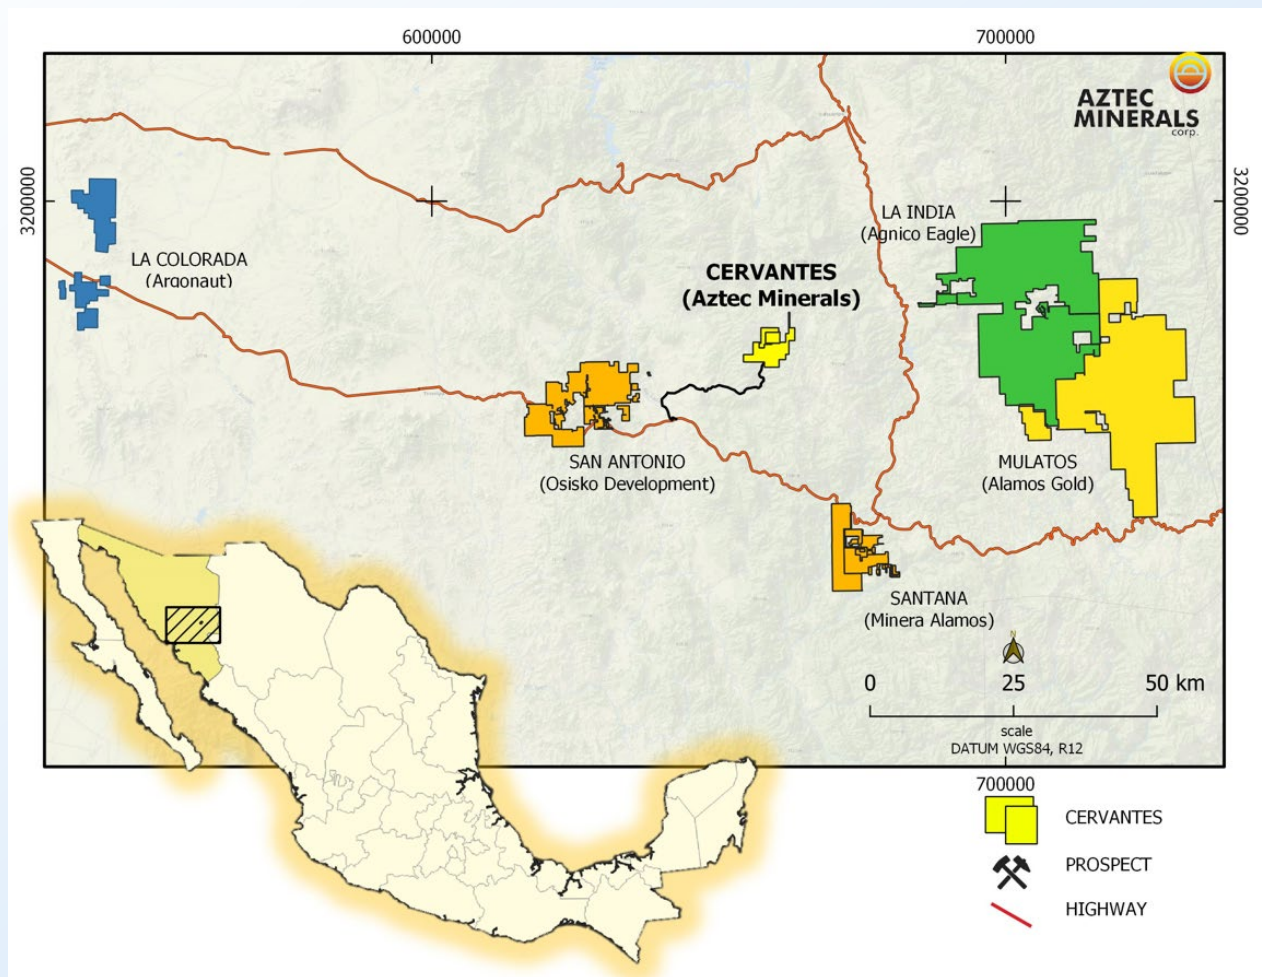 600000
700000
AZTEC
MINERALS
corp.
3200000
3200000
LA INDIA
(Agnico Eagle)
LA COLORADA
(Argonaut)
CERVANTES
(Aztec Minerals)
SAN ANTONIO
(Osisko Development)
MULATOS
(Alamos Gold)
SANTANA
(Minera Alamos)
N
0 25 50 km
scale
DATUM WGS84, R12
700000
CERVANTES
PROSPECT
HIGHWAY